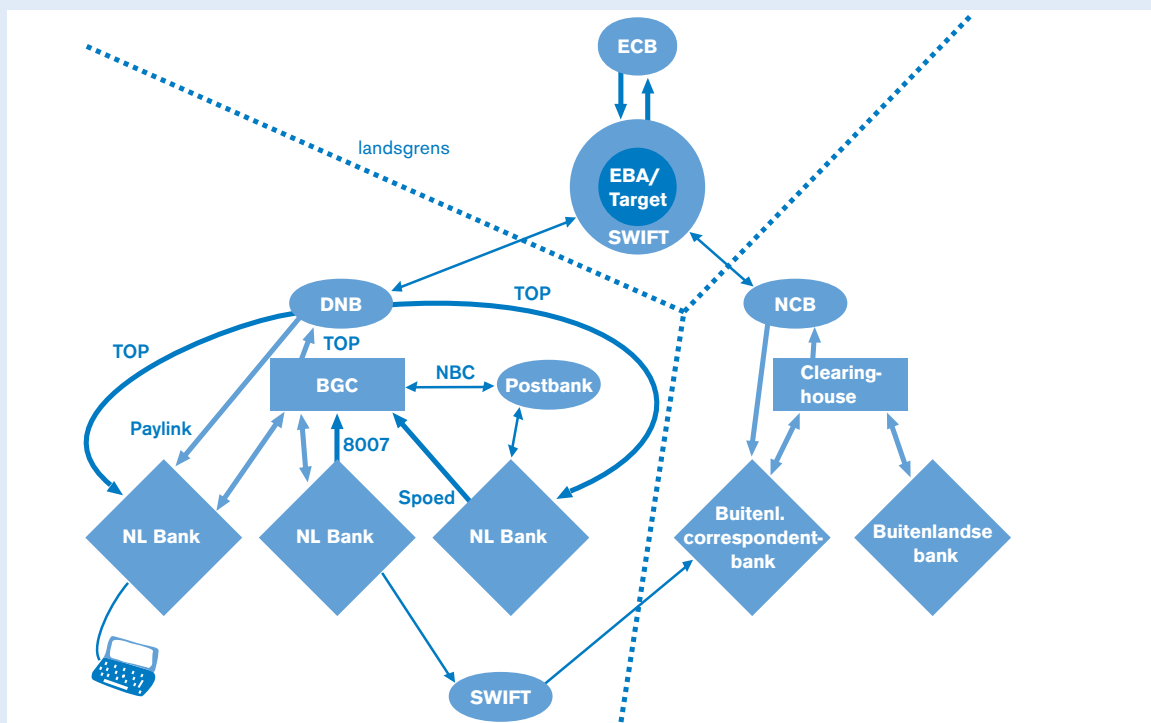 ECB
landsgrens
EBA/
Target
SWIFT
DNB
TOP
NCB
TOP
TOP
BGC
NBC
Postbank
Clearing-
house
Paylink
8007
Spoed
NL Bank
NL Bank
NL Bank
Buitenl.
correspondent-
bank
Buitenlandse
bank
SWIFT